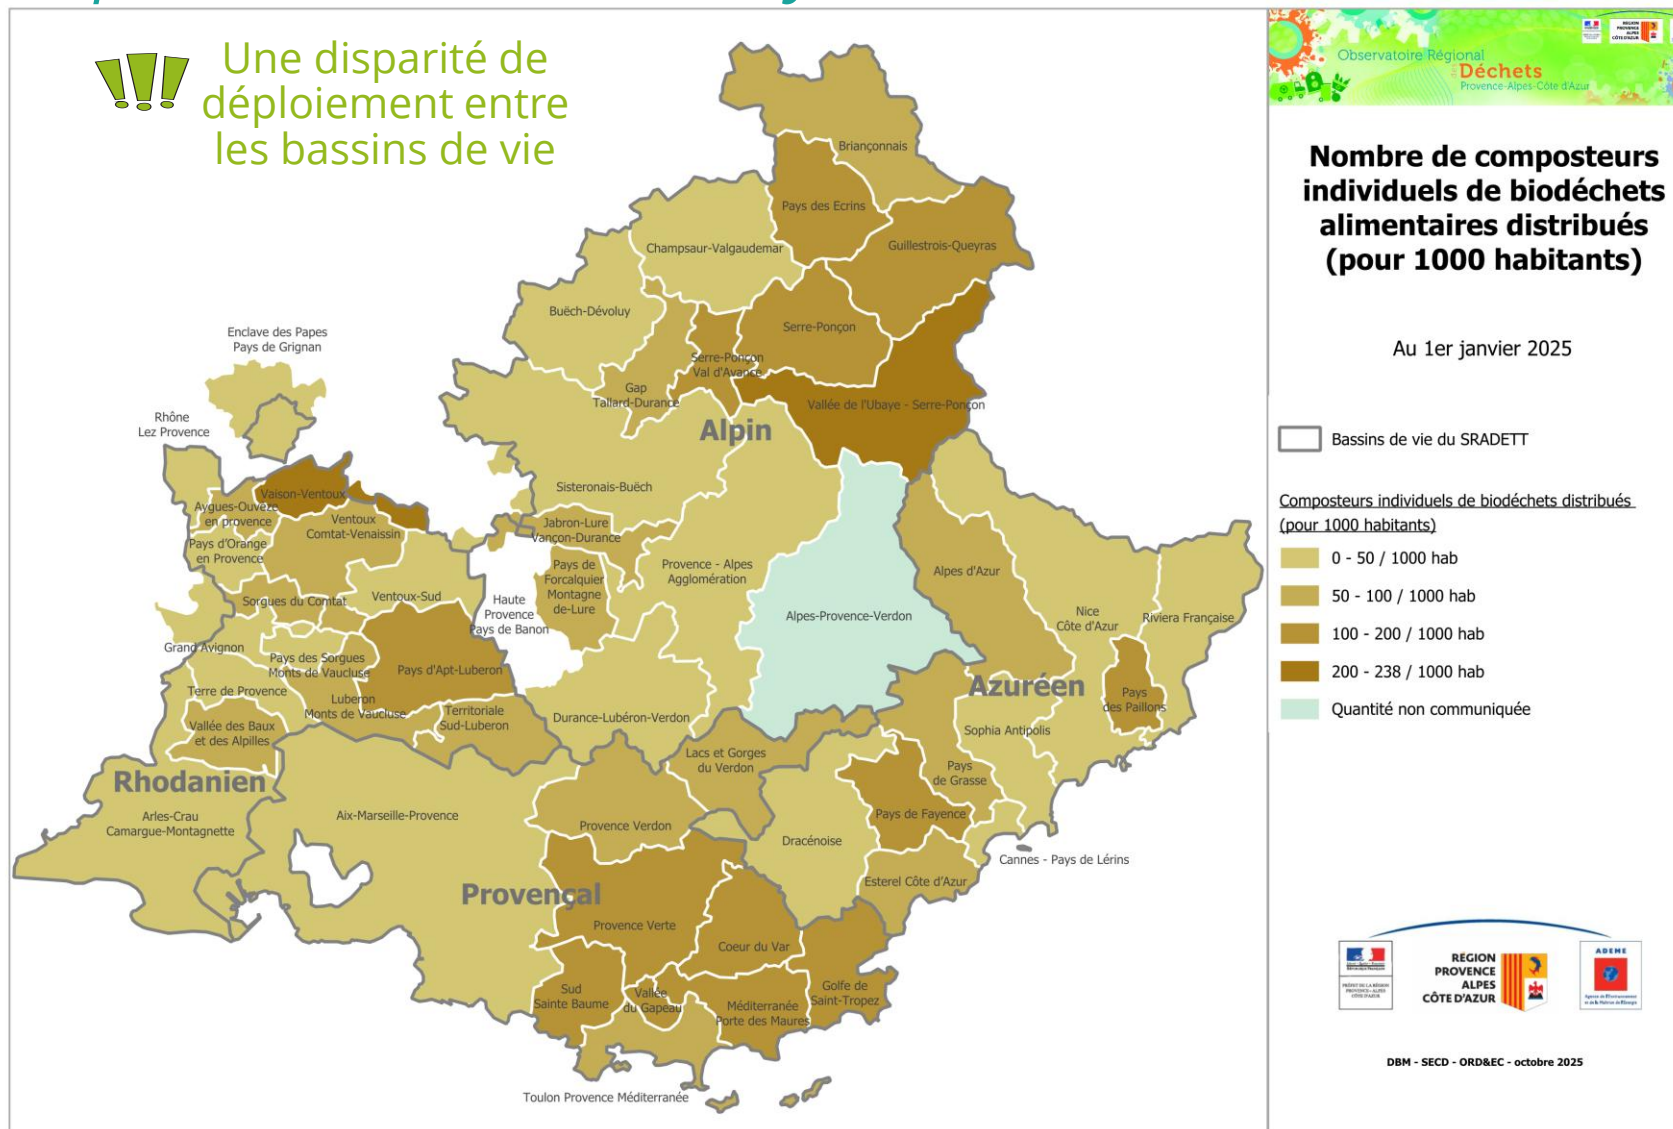 Une disparité de
déploiement entre
les bassins de vie
Briançonnais
Pays des Ecrins
Guillestrois-Queyras
Champsaur-Valgaudemar
Buëch-Dévoluy
Serre-Ponçon
Enclave des Papes
Pays de Grignan
Serre-Ponçon
Val d'Avance
Gap
Tallard-Durance
Vallée de l'Ubaye - Serre-Ponçon
Rhône
Lez Provence
Alpin
Sisteronais-Buëch
Vaison-Ventoux
Aygues-Ouvèze
en provence
Ventoux
Comtat-Venaissin
Jabron-Lure
Vançon-Durance
Pays d'Orange
en Provence
Pays de
Forcalquier
Montagne
de-Lure
Provence - Alpes
Agglomération
Alpes d'Azur
Sorgues du Comtat
Ventoux-Sud
Haute
Provence
Pays de Banon
Alpes-Provence-Verdon
Nice
Côte d'Azur
Riviera Française
Grand Avignon
Pays des Sorgues
Monts de Vaucluse
Pays d'Apt-Luberon
Terre de Provence
Luberon
Monts de Vaucluse
Azuréen
Pays
des Paillons
Territoriale
Sud-Luberon
Durance-Lubéron-Verdon
Vallée des Baux
et des Alpilles
Sophia Antipolis
Lacs et Gorges
du Verdon
Pays
de Grasse
Rhodanien
Arles-Crau
Camargue-Montagnette
Aix-Marseille-Provence
Provence Verdon
Dracénoise
Pays de Fayence
Cannes - Pays de Lérins
Esterel Côte d'Azur
Provençal
Provence Verte
Coeur du Var
Sud
Sainte Baume
Vallée
du Gapeau
Méditerranée
Porte des Maures
Golfe de
Saint-Tropez
Toulon Provence Méditerranée
Observatoire Régional
des
Déchets
Provence-Alpes-Côte d'Azur
RÉGION
PROVENCE
ALPES
CÔTE D'AZUR
Nombre de composteurs
individuels de biodéchets
alimentaires distribués
(pour 1000 habitants)
Au 1er janvier 2025
Bassins de vie du SRADETT
Composteurs individuels de biodéchets distribués
(pour 1000 habitants)
0 - 50 / 1000 hab
50 - 100 / 1000 hab
100 - 200 / 1000 hab
200 - 238 / 1000 hab
Quantité non communiquée
RÉGION
PROVENCE
ALPES
CÔTE D'AZUR
ADEME
DBM - SECD - ORD&EC - octobre 2025